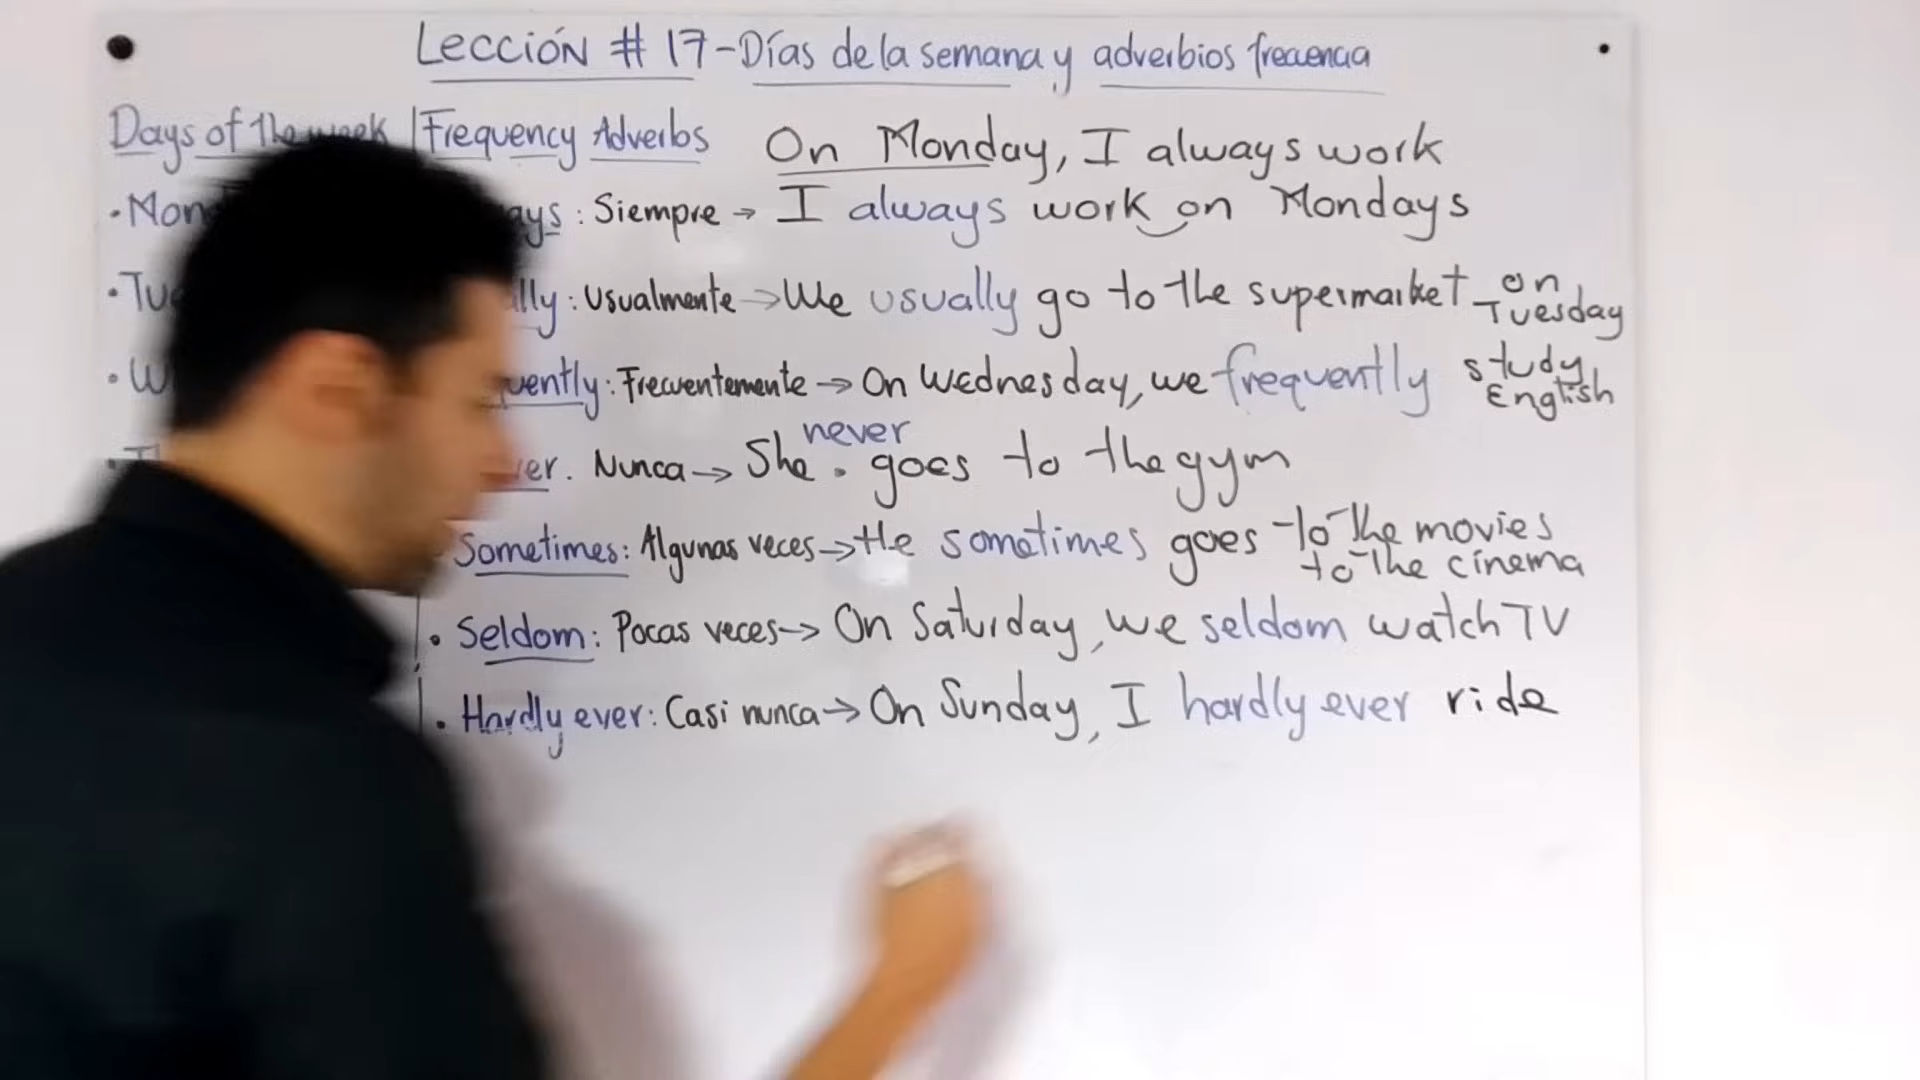 Lección # 17-Días de la semana y adverbios frecuencia
Days of the week | Frequency Adverbs
On Monday, I always work
: Siempre → I always work on Mondays
: Usualmente → We usually go to the supermarket on Tuesday
: Frecuentemente → On Wednesday, we frequently study English
. Nunca → She never goes to the gym
Sometimes: Algunas veces → He sometimes goes to the movies
to the cinema
• Seldom: Pocas veces → On Saturday, we seldom watch TV
• Hardly ever: Casi nunca → On Sunday, I hardly ever ride